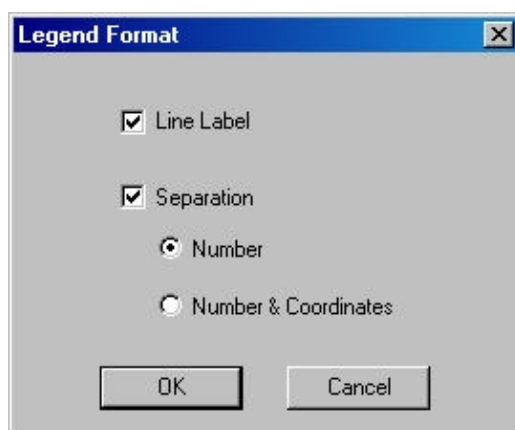 Legend Format
Line Label
Separation
Number
Number & Coordinates
OK Cancel